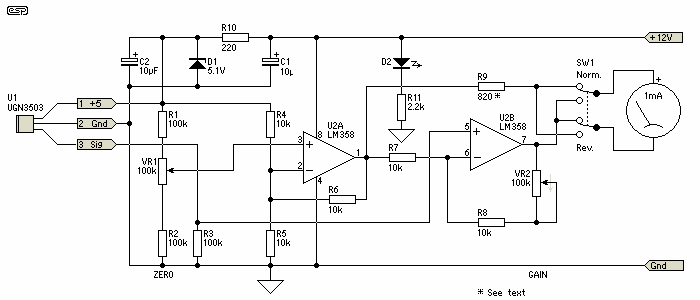 esp
R10
220
+12V
C2
10µF
D1
5.1V
C1
10µ
D2
SW1
Norm.
R9
820 *
1mA
U1
UGN3503
1 +5
2 Gnd
3 Sig
R1
100k
R4
10k
R11
2.2k
U2A
LM358
U2B
LM358
3
2
8
4
1
5
6
7
Rev.
VR1
100k
R7
10k
VR2
100k
R6
10k
R8
10k
R2
100k
R3
100k
R5
10k
Gnd
ZERO
GAIN
* See text